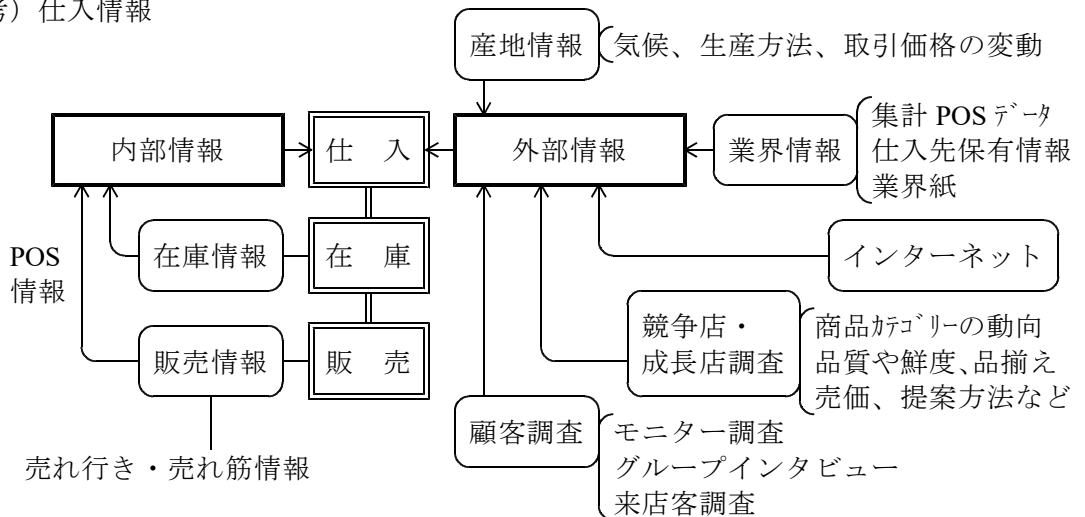 考）仕入情報
産地情報
気候、生産方法、取引価格の変動
内部情報
仕　入
外部情報
業界情報
集計 POS ﾃﾞｰﾀ
仕入先保有情報
業界紙
POS
情報
在庫情報
在　庫
インターネット
販売情報
販　売
競争店・
成長店調査
商品ｶﾃｺﾞﾘｰの動向
品質や鮮度、品揃え
売価、提案方法など
売れ行き・売れ筋情報
顧客調査
モニター調査
グループインタビュー
来店客調査